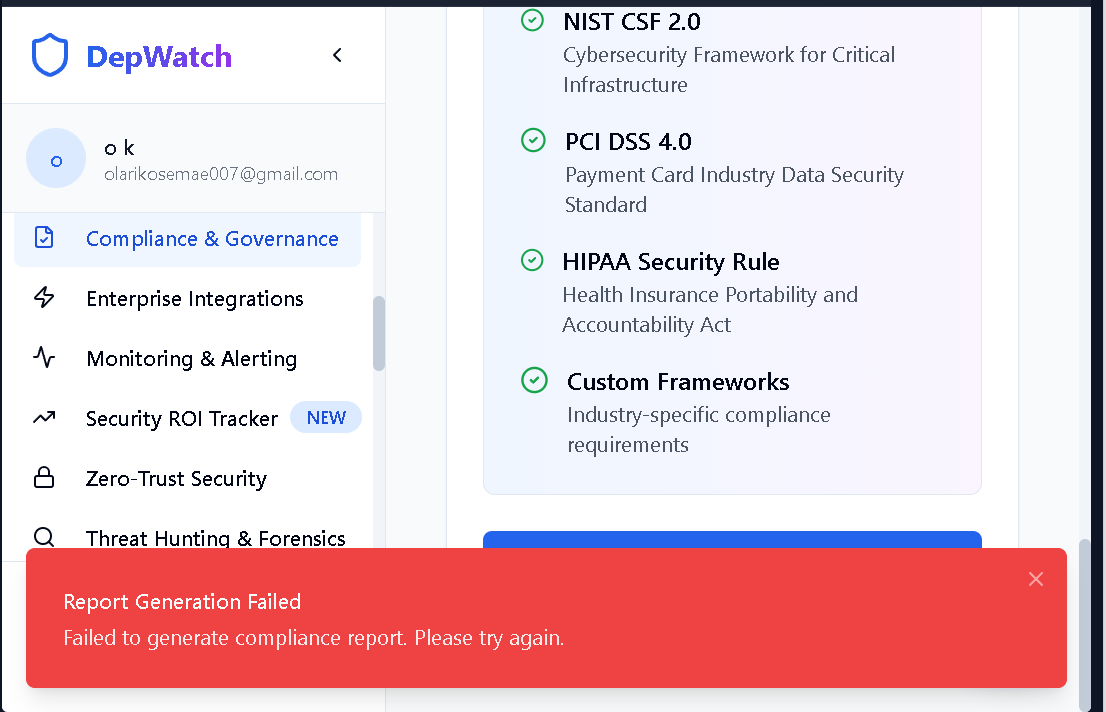 DepWatch
o
o k
olarikosemae007@gmail.com
Compliance & Governance
Enterprise Integrations
Monitoring & Alerting
Security ROI Tracker NEW
Zero-Trust Security
Threat Hunting & Forensics
NIST CSF 2.0
Cybersecurity Framework for Critical
Infrastructure
PCI DSS 4.0
Payment Card Industry Data Security
Standard
HIPAA Security Rule
Health Insurance Portability and
Accountability Act
Custom Frameworks
Industry-specific compliance
requirements
Report Generation Failed
Failed to generate compliance report. Please try again.